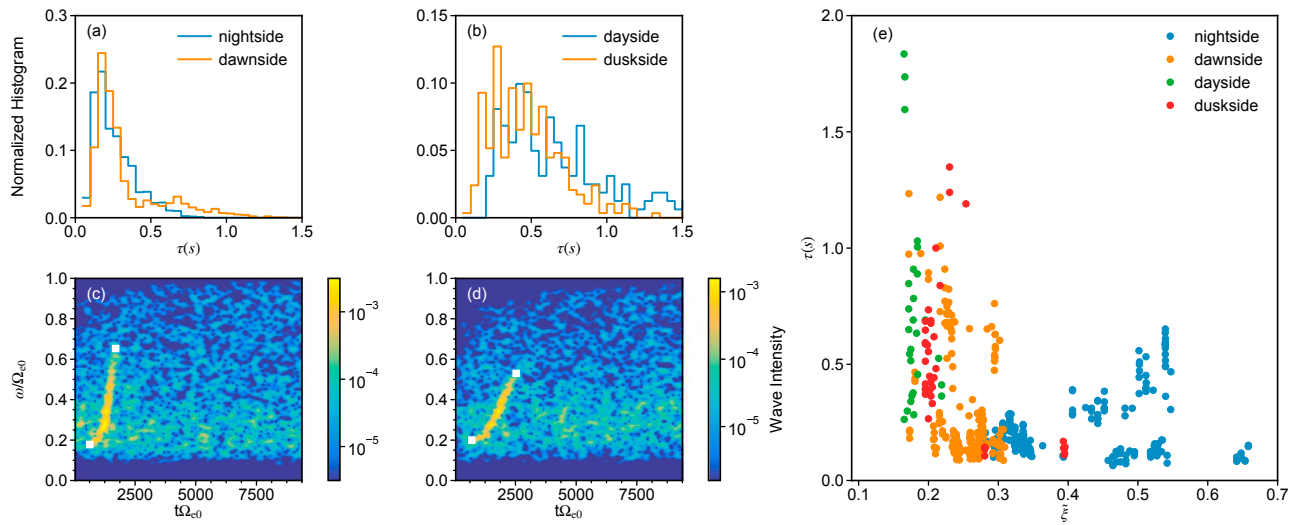 (a)
nightside
dawnside
Normalized Histogram
0.3
0.2
0.1
0.0
0.0 0.5 1.0 1.5
τ(s)
(b)
dayside
duskside
0.15
0.10
0.05
0.00
0.0 0.5 1.0 1.5
τ(s)
(c)
ω/Ωe0
1.0
0.8
0.6
0.4
0.2
0.0
2500 5000 7500
tΩe0
10⁻³
10⁻⁴
10⁻⁵
(d)
1.0
0.8
0.6
0.4
0.2
0.0
2500 5000 7500
tΩe0
10⁻³
10⁻⁴
10⁻⁵
Wave Intensity
(e)
nightside
dawnside
dayside
duskside
τ(s)
2.0
1.5
1.0
0.5
0.0
0.1 0.2 0.3 0.4 0.5 0.6 0.7
ξ̃